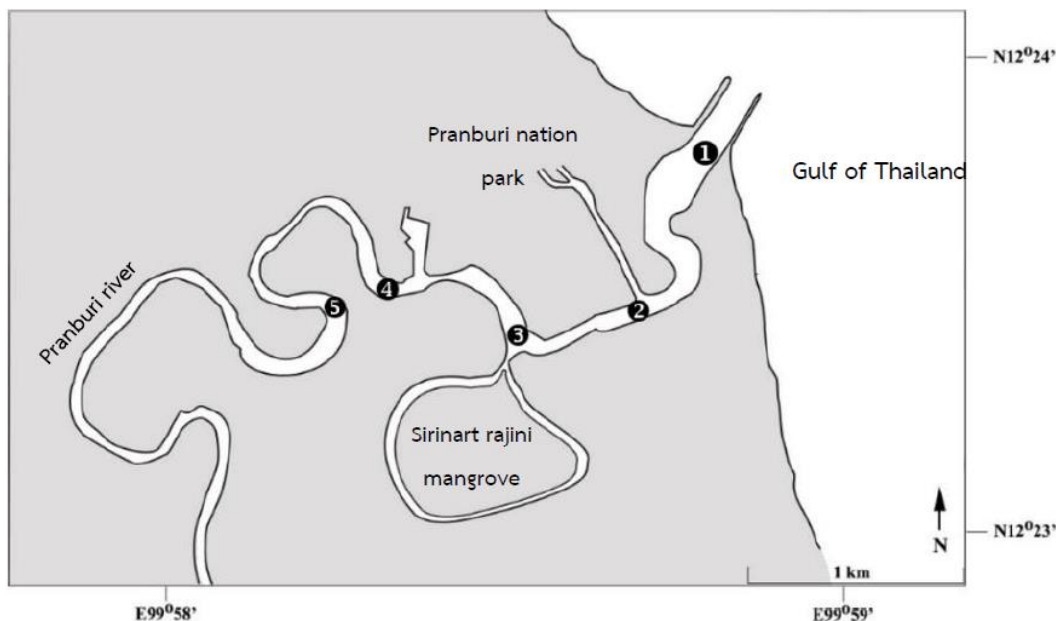 N12°24'
Pranburi nation
park
1
Gulf of Thailand
Pranburi river
4
5
2
3
Sirinart rajini
mangrove
N
N12°23'
1 km
E99°58'
E99°59'